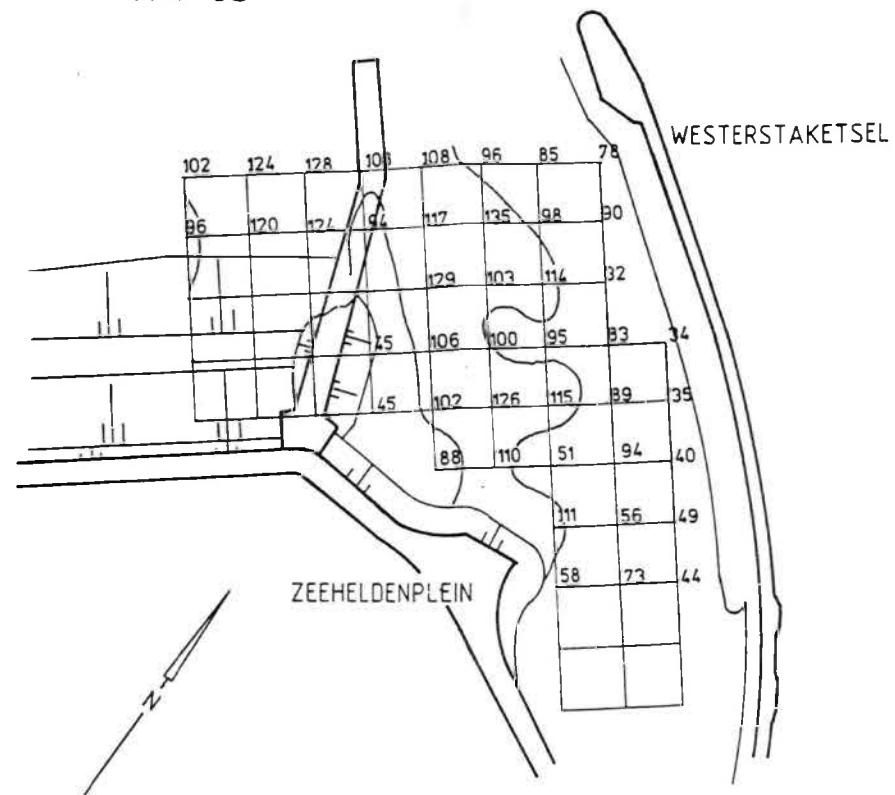 WESTERSTAKETSEL
102 124 128 108 96 85 78
96 120 124 94 117 135 98 90
129 103 114 32
45 106 100 95 83 34
45 102 126 115 39 35
88 110 51 94 40
111 56 49
58 73 44
ZEEHELDENPLEIN
N